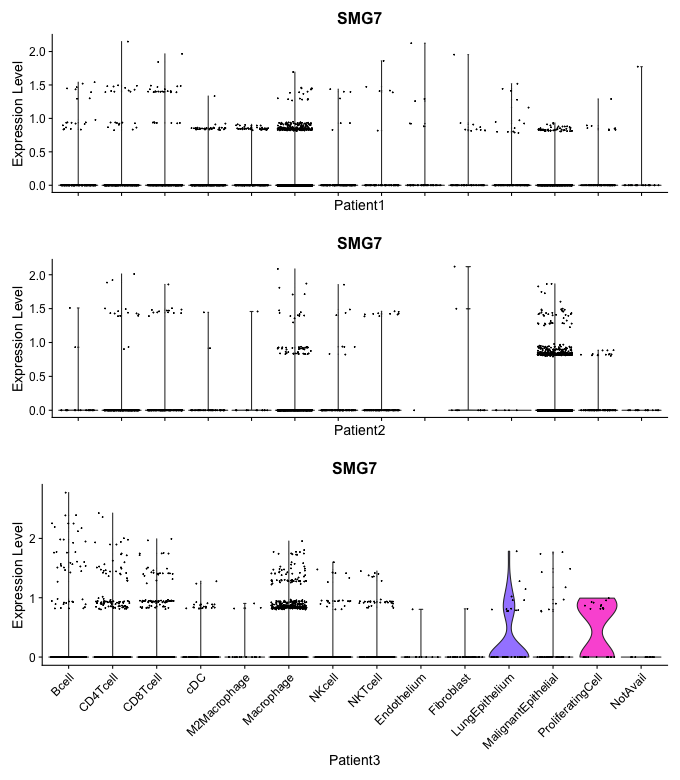 SMG7
Expression Level
2.0
1.5
1.0
0.5
0.0
Patient1
SMG7
Expression Level
2.0
1.5
1.0
0.5
0.0
Patient2
SMG7
Expression Level
2
1
0
Bcell
CD4Tcell
CD8Tcell
cDC
M2Macrophage
Macrophage
NKcell
NKTcell
Endothelium
Fibroblast
LungEpithelium
MalignantEpithelial
ProliferatingCell
NotAvail
Patient3